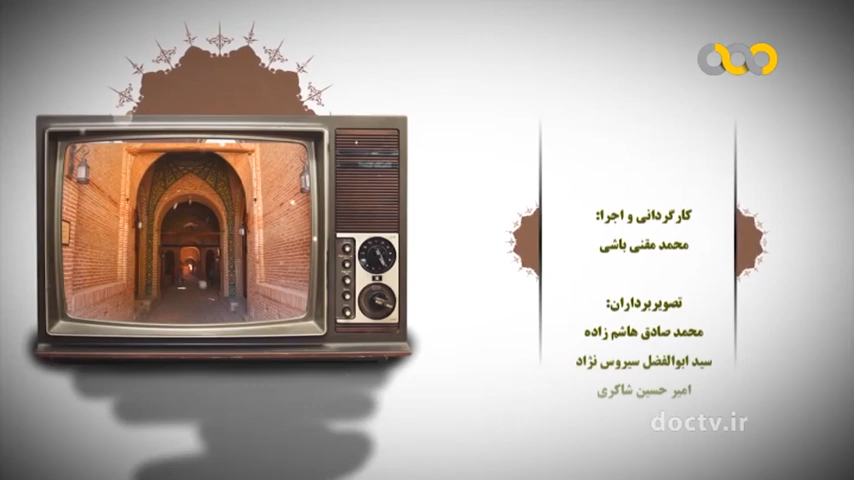 کارگردانی و اجرا:
محمد مقنی باشی
تصویربرداران:
محمد صادق هاشم زاده
سید ابوالفضل سیروس نژاد
امیر حسین شاکری
doctv.ir